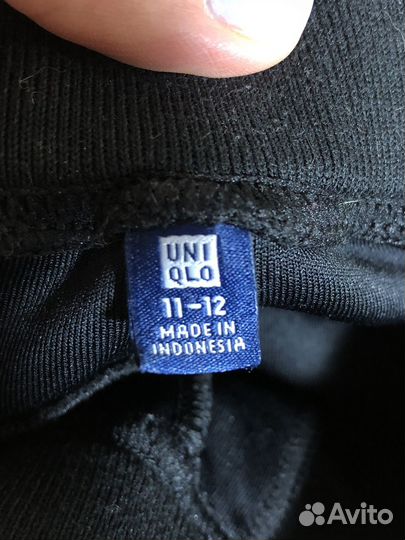 UNI
QLO
11-12
MADE IN
INDONESIA
Avito